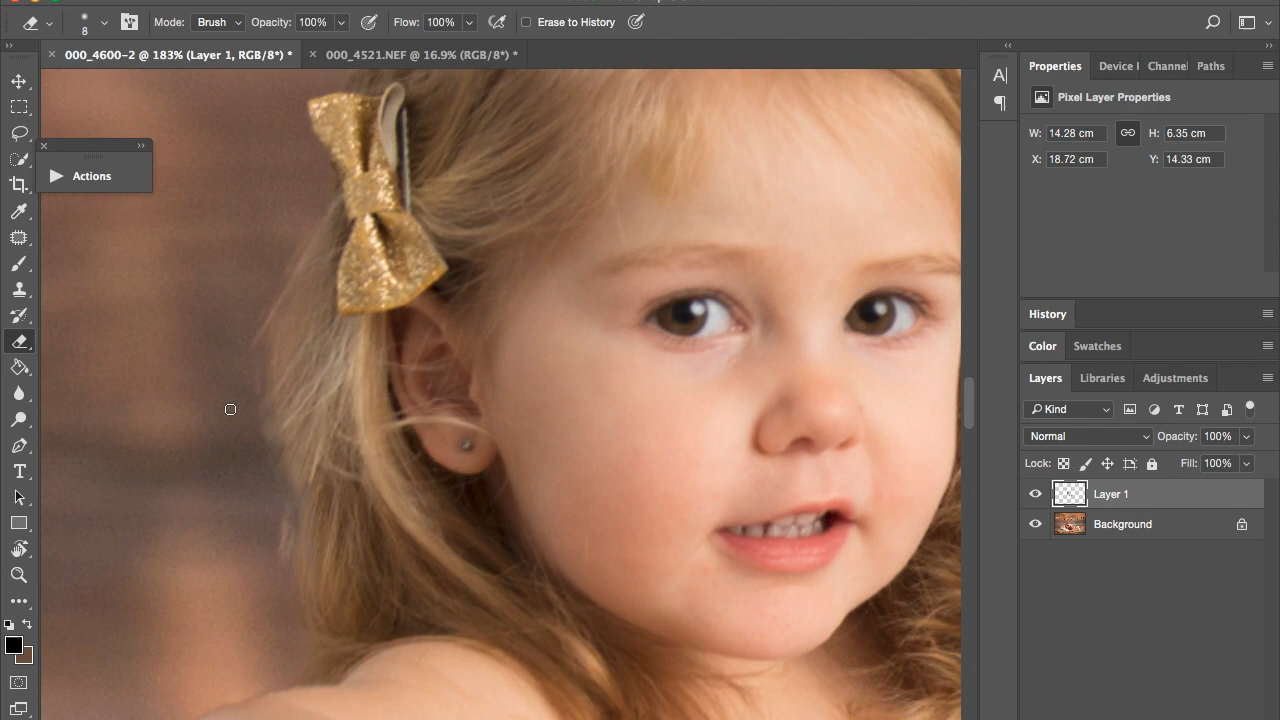 8 Mode: Brush Opacity: 100% Flow: 100% Erase to History
× 000_4600-2 @ 183% (Layer 1, RGB/8*) * × 000_4521.NEF @ 16.9% (RGB/8*) *
Actions
A
Properties Device Channel Paths
Pixel Layer Properties
W: 14.28 cm H: 6.35 cm
X: 18.72 cm Y: 14.33 cm
History
Color Swatches
Layers Libraries Adjustments
Kind
Normal Opacity: 100%
Lock: Fill: 100%
Layer 1
Background